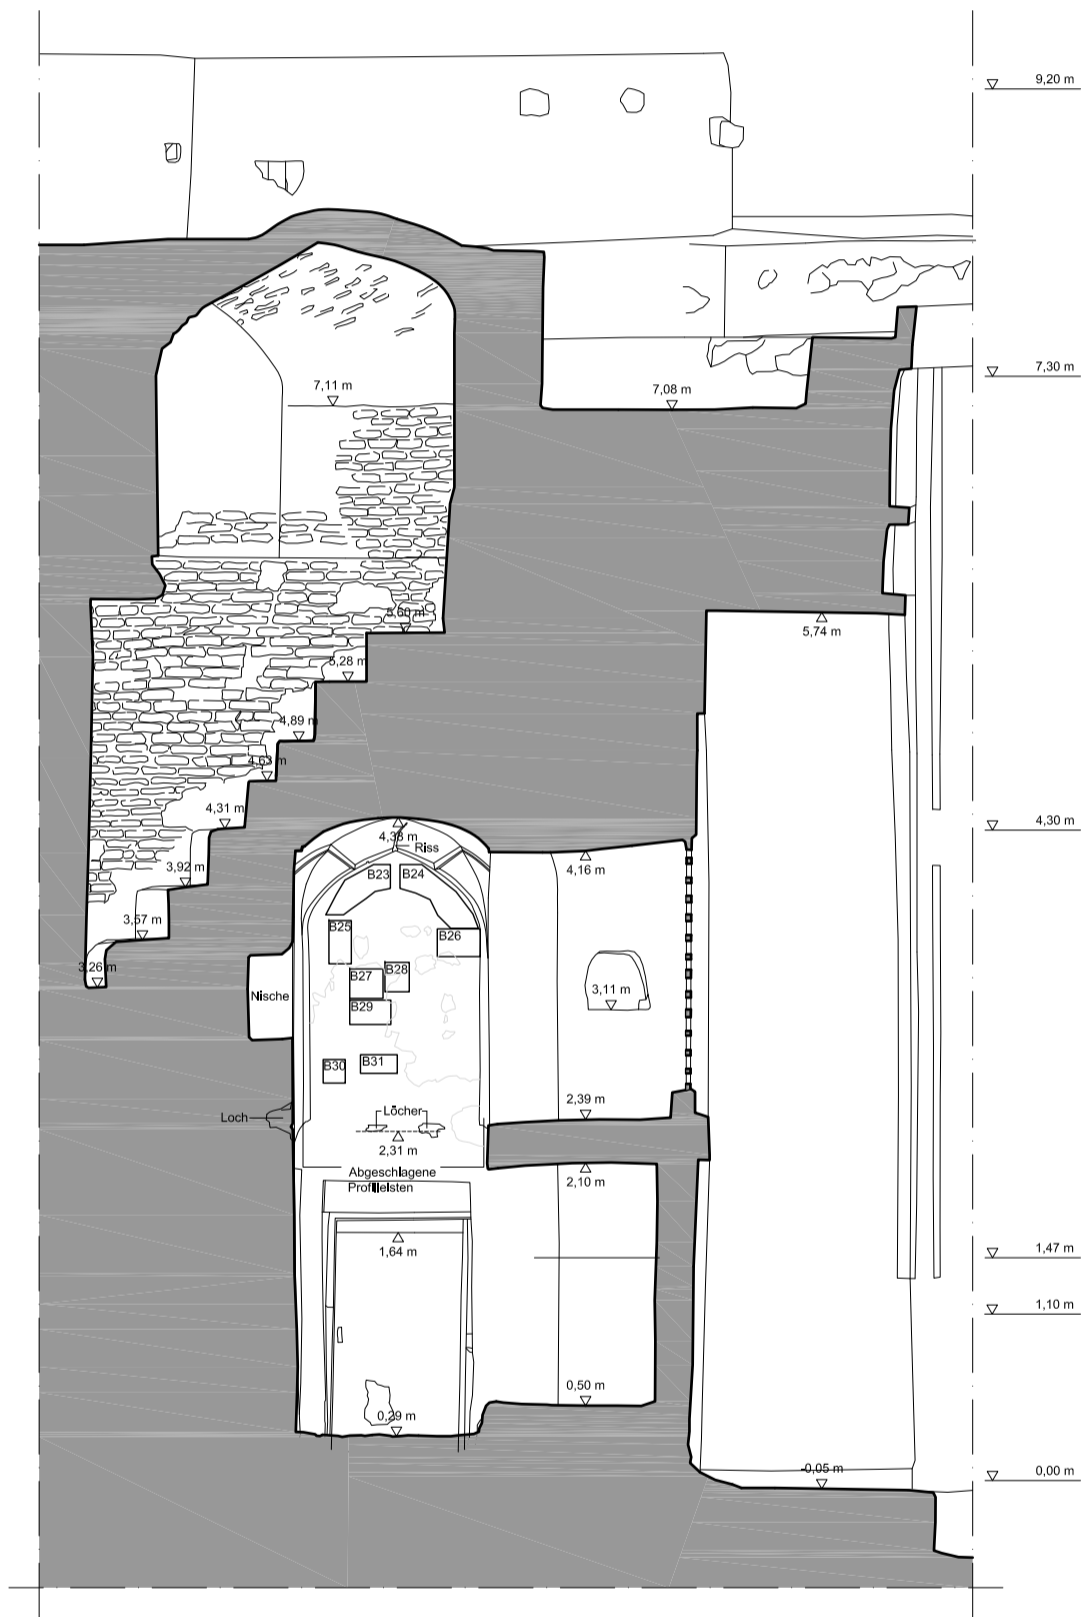 9,20 m
7,30 m
7,11 m
7,08 m
5,60 m
5,74 m
5,28 m
4,89 m
4,63 m
4,31 m
4,30 m
4,38 m
Riss
4,16 m
3,92 m
B23
B24
3,57 m
B25
B26
3,26 m
B27
B28
Nische
3,11 m
B29
B30
B31
Loch
Löcher
2,39 m
2,31 m
Abgeschlagene
Profilleisten
2,10 m
1,64 m
1,47 m
1,10 m
0,50 m
0,29 m
-0,05 m
0,00 m